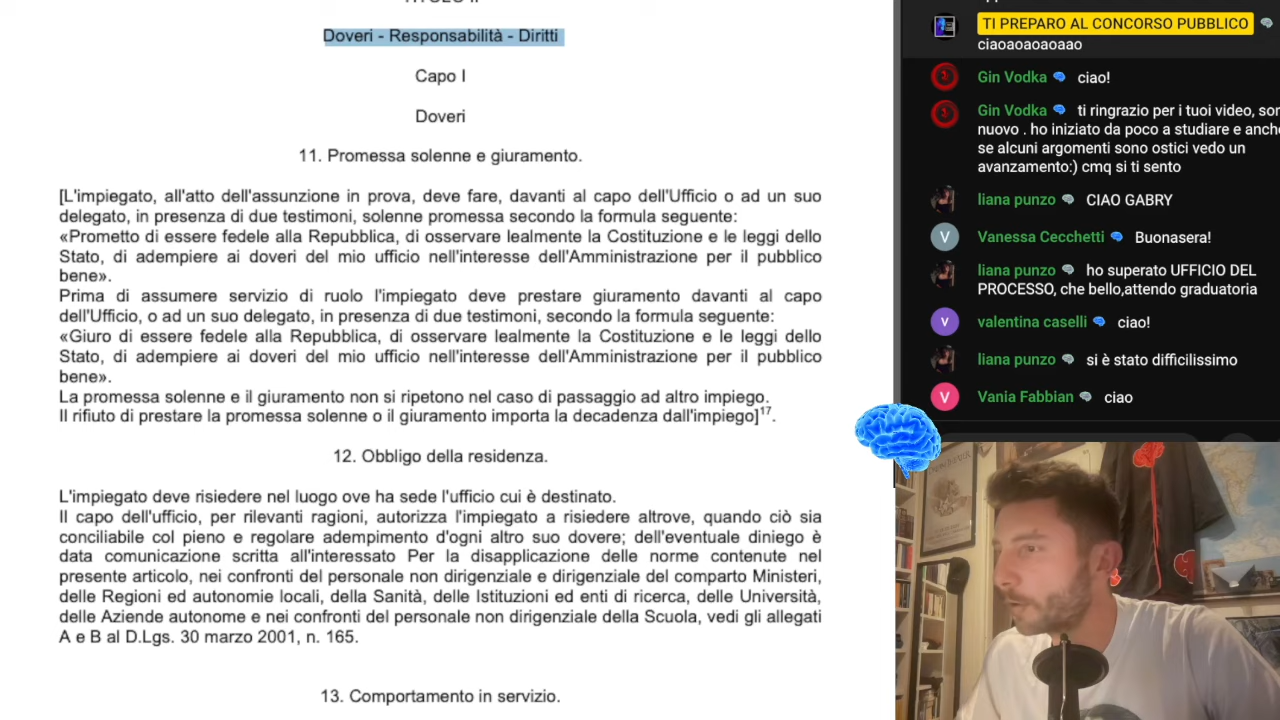 Doveri - Responsabilità - Diritti
Capo I
Doveri
11. Promessa solenne e giuramento.
[L'impiegato, all'atto dell'assunzione in prova, deve fare, davanti al capo dell'Ufficio o ad un suo
delegato, in presenza di due testimoni, solenne promessa secondo la formula seguente:
«Prometto di essere fedele alla Repubblica, di osservare lealmente la Costituzione e le leggi dello
Stato, di adempiere ai doveri del mio ufficio nell'interesse dell'Amministrazione per il pubblico
bene».
Prima di assumere servizio di ruolo l'impiegato deve prestare giuramento davanti al capo
dell'Ufficio, o ad un suo delegato, in presenza di due testimoni, secondo la formula seguente:
«Giuro di essere fedele alla Repubblica, di osservare lealmente la Costituzione e le leggi dello
Stato, di adempiere ai doveri del mio ufficio nell'interesse dell'Amministrazione per il pubblico
bene».
La promessa solenne e il giuramento non si ripetono nel caso di passaggio ad altro impiego.
Il rifiuto di prestare la promessa solenne o il giuramento importa la decadenza dall'impiego]17.
12. Obbligo della residenza.
L'impiegato deve risiedere nel luogo ove ha sede l'ufficio cui è destinato.
Il capo dell'ufficio, per rilevanti ragioni, autorizza l'impiegato a risiedere altrove, quando ciò sia
conciliabile col pieno e regolare adempimento d'ogni altro suo dovere; dell'eventuale diniego è
data comunicazione scritta all'interessato Per la disapplicazione delle norme contenute nel
presente articolo, nei confronti del personale non dirigenziale e dirigenziale del comparto Ministeri,
delle Regioni ed autonomie locali, della Sanità, delle Istituzioni ed enti di ricerca, delle Università,
delle Aziende autonome e nei confronti del personale non dirigenziale della Scuola, vedi gli allegati
A e B al D.Lgs. 30 marzo 2001, n. 165.
13. Comportamento in servizio.
TI PREPARO AL CONCORSO PUBBLICO
ciaoaoaoaoaao
Gin Vodka ciao!
Gin Vodka ti ringrazio per i tuoi video, son
nuovo . ho iniziato da poco a studiare e anche
se alcuni argomenti sono ostici vedo un
avanzamento:) cmq si ti sento
liana punzo CIAO GABRY
V Vanessa Cecchetti Buonasera!
liana punzo ho superato UFFICIO DEL
PROCESSO, che bello,attendo graduatoria
v valentina caselli ciao!
liana punzo si è stato difficilissimo
V Vania Fabbian ciao